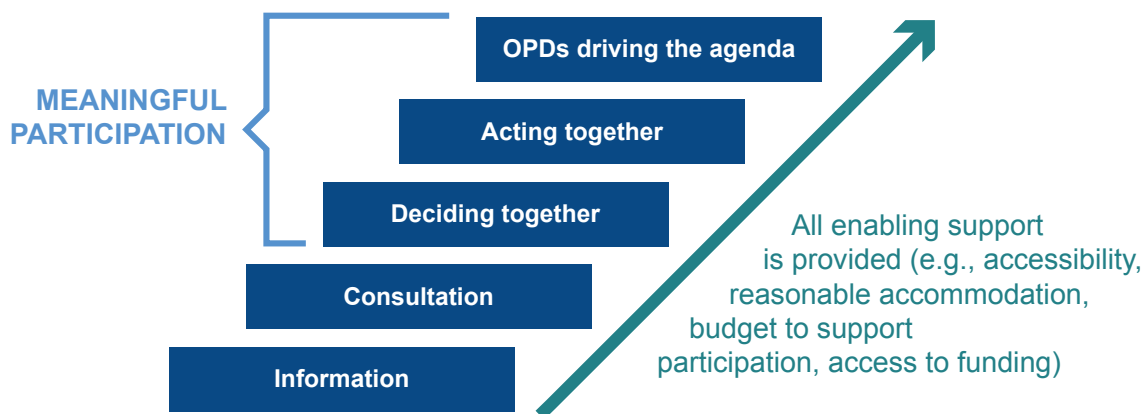 OPDs driving the agenda
MEANINGFUL
PARTICIPATION
Acting together
Deciding together
Consultation
Information
All enabling support
is provided (e.g., accessibility,
reasonable accommodation,
budget to support
participation, access to funding)